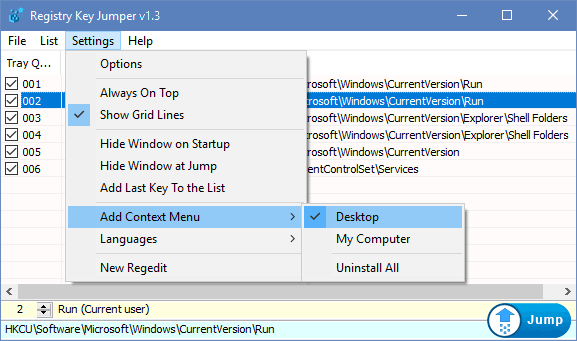 Registry Key Jumper v1.3
File List Settings Help
Tray Q...
001 rosoft\Windows\CurrentVersion\Run
002 rosoft\Windows\CurrentVersion\Run
003 rosoft\Windows\CurrentVersion\Explorer\Shell Folders
004 rosoft\Windows\CurrentVersion\Explorer\Shell Folders
005 rosoft\Windows\CurrentVersion
006 entControlSet\Services
Options
Always On Top
Show Grid Lines
Hide Window on Startup
Hide Window at Jump
Add Last Key To the List
Add Context Menu
Languages
New Regedit
Desktop
My Computer
Uninstall All
2 Run (Current user)
HKCU\Software\Microsoft\Windows\CurrentVersion\Run
Jump